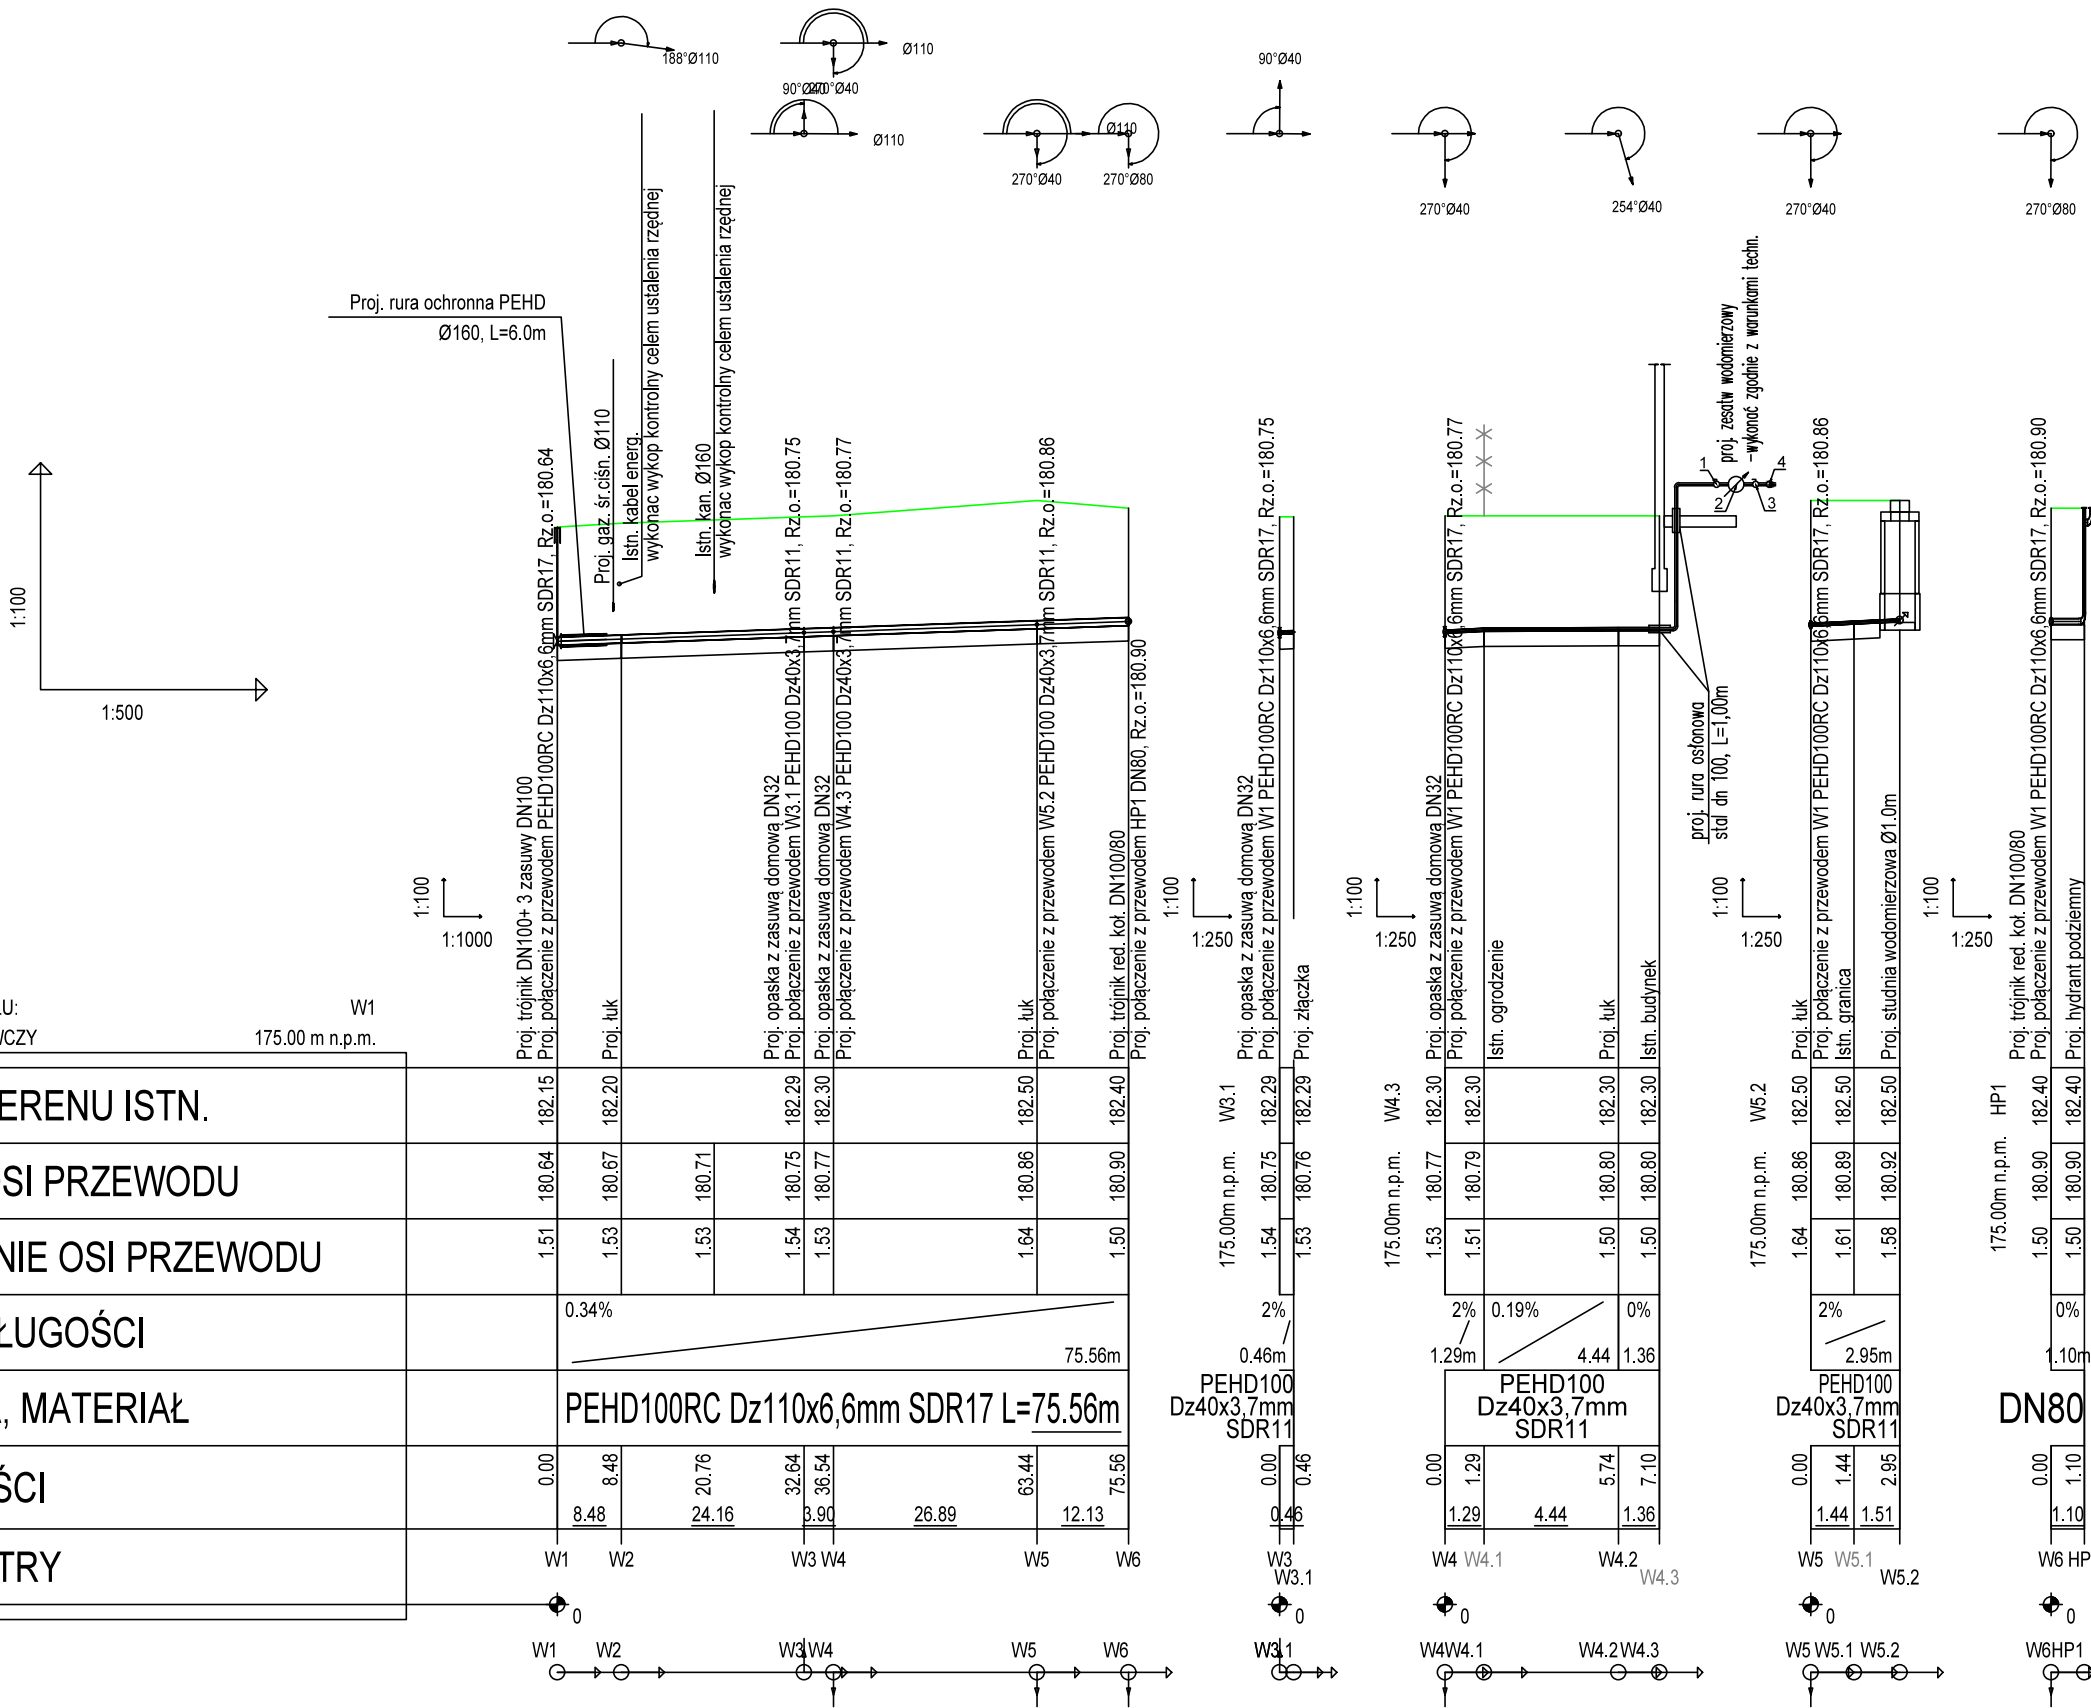 188°Ø110
Ø110
90°Ø40
270°Ø40
Ø110
Ø110
270°Ø40
270°Ø80
90°Ø40
270°Ø40
254°Ø40
270°Ø40
270°Ø80
Proj. rura ochronna PEHD
Ø160, L=6.0m
Proj. gaz. śr.ciśn. Ø110
Istn. kabel energ.
wykonac wykop kontrolny celem ustalenia rzędnej
Istn. kan. Ø160
wykonac wykop kontrolny celem ustalenia rzędnej
1:100
1:500
proj. zesatw wodomierzowy
-wykonać zgodnie z warunkami techn.
1
2
3
4
proj. rura osłonowa
stal dn 100, L=1,00m
Proj. trójnik DN100+ 3 zasuwy DN100
Proj. połączenie z przewodem PEHD100RC Dz110x6,6mm SDR17, Rz.o.=180.64
Proj. łuk
Proj. opaska z zasuwą domową DN32
Proj. połączenie z przewodem W3.1 PEHD100 Dz40x3,7mm SDR11, Rz.o.=180.75
Proj. opaska z zasuwą domową DN32
Proj. połączenie z przewodem W4.3 PEHD100 Dz40x3,7mm SDR11, Rz.o.=180.77
Proj. łuk
Proj. połączenie z przewodem W5.2 PEHD100 Dz40x3,7mm SDR11, Rz.o.=180.86
Proj. trójnik red. koł. DN100/80
Proj. połączenie z przewodem HP1 DN80, Rz.o.=180.90
Proj. opaska z zasuwą domową DN32
Proj. połączenie z przewodem W1 PEHD100RC Dz110x6,6mm SDR17, Rz.o.=180.75
Proj. złączka
Proj. opaska z zasuwą domową DN32
Proj. połączenie z przewodem W1 PEHD100RC Dz110x6,6mm SDR17, Rz.o.=180.77
Istn. ogrodzenie
Proj. łuk
Istn. budynek
Proj. łuk
Proj. połączenie z przewodem W1 PEHD100RC Dz110x6,6mm SDR17, Rz.o.=180.86
Istn. granica
Proj. studnia wodomierzowa Ø1.0m
Proj. trójnik red. koł. DN100/80
Proj. połączenie z przewodem W1 PEHD100RC Dz110x6,6mm SDR17, Rz.o.=180.90
Proj. hydrant podziemny
1:100
1:1000
1:100
1:250
1:100
1:250
1:100
1:250
1:100
1:250
LU: W1
WCZY 175.00 m n.p.m.
ERENU ISTN. 182.15 182.20 182.29 182.30 182.50 182.40 W3.1 182.29 182.29 W4.3 182.30 182.30 182.30 182.30 W5.2 182.50 182.50 182.50 HP1 182.40 182.40
OSI PRZEWODU 180.64 180.67 180.71 180.75 180.77 180.86 180.90 175.00m n.p.m. 180.75 180.76 175.00m n.p.m. 180.77 180.79 180.80 180.80 175.00m n.p.m. 180.86 180.89 180.92 175.00m n.p.m. 180.90 180.90
NIE OSI PRZEWODU 1.51 1.53 1.53 1.54 1.53 1.64 1.50 1.54 1.53 1.53 1.51 1.50 1.50 1.64 1.61 1.58 1.50 1.50
ŁUGOŚCI 0.34% 75.56m 2% 0.46m 2% 1.29m 0.19% 4.44 0% 1.36 2% 2.95m 0% 1.10m
, MATERIAŁ PEHD100RC Dz110x6,6mm SDR17 L=75.56m
PEHD100
Dz40x3,7mm
SDR11
PEHD100
Dz40x3,7mm
SDR11
PEHD100
Dz40x3,7mm
SDR11
DN80
ŚCI 0.00 8.48 20.76 32.64 36.54 63.44 75.56 0.00 0.46 0.00 1.29 5.74 7.10 0.00 1.44 2.95 0.00 1.10
8.48 24.16 3.90 26.89 12.13 0.46 1.29 4.44 1.36 1.44 1.51 1.10
TRY W1 W2 W3 W4 W5 W6 W3 W3.1 W4 W4.1 W4.2 W4.3 W5 W5.1 W5.2 W6 HP
0 0 0 0 0
W1 W2 W3 W4 W5 W6 W3.1 W4 W4.1 W4.2 W4.3 W5 W5.1 W5.2 W6 HP1